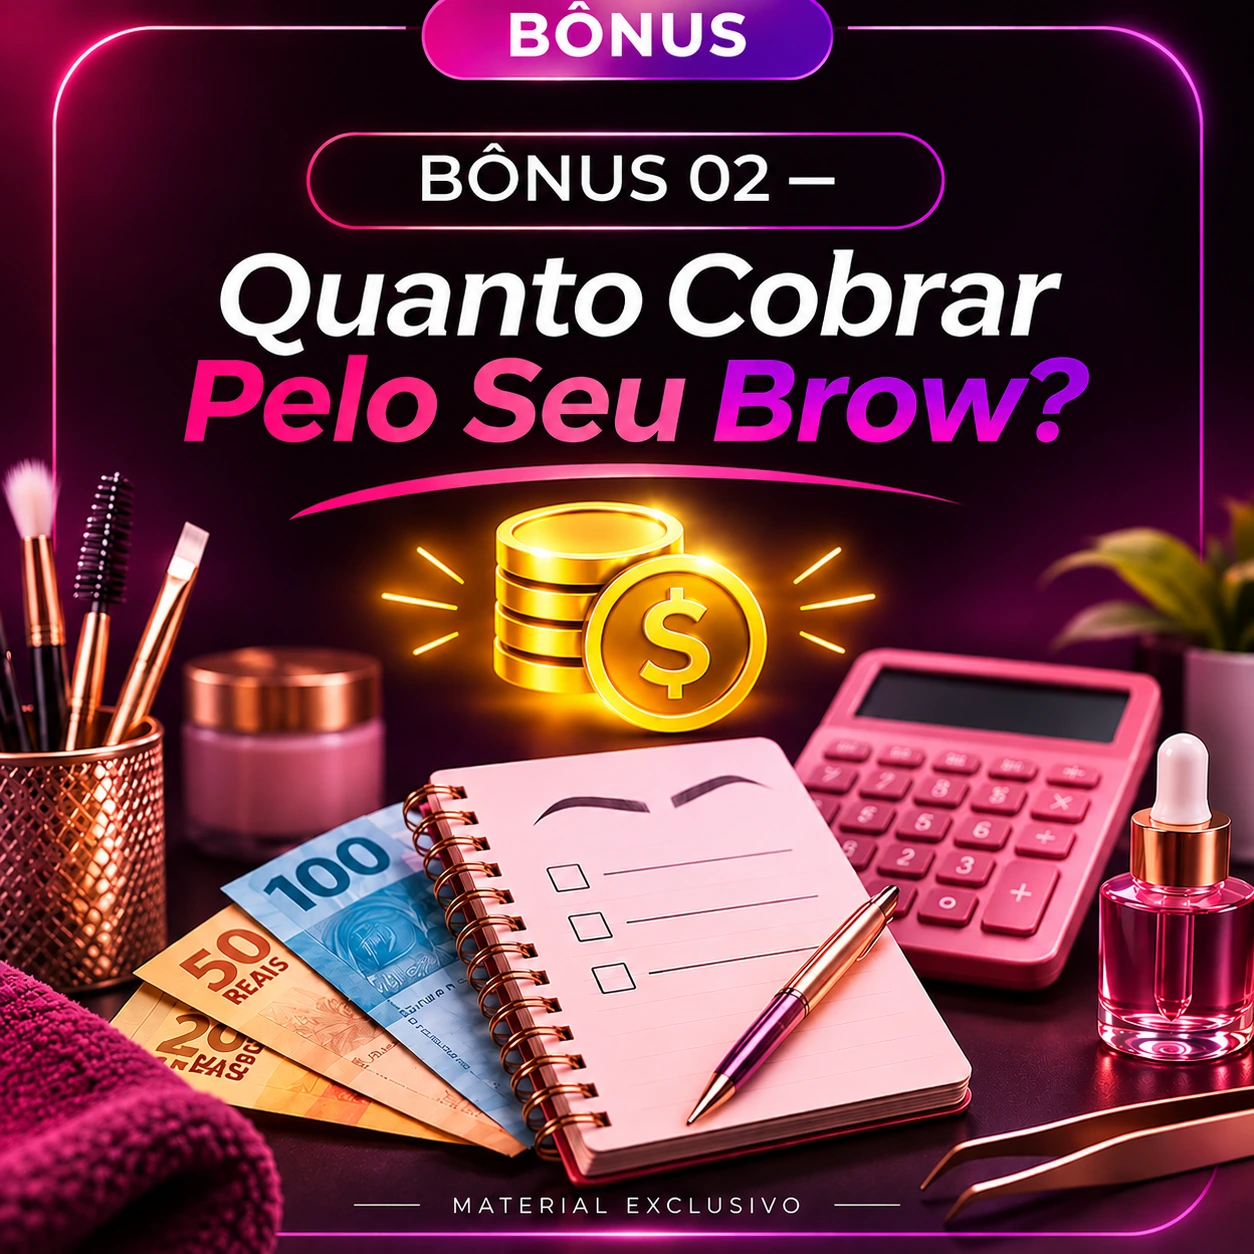 BÔNUS
BÔNUS 02 –
Quanto Cobrar
Pelo Seu Brow?
$
100
50
REAIS
MATERIAL EXCLUSIVO